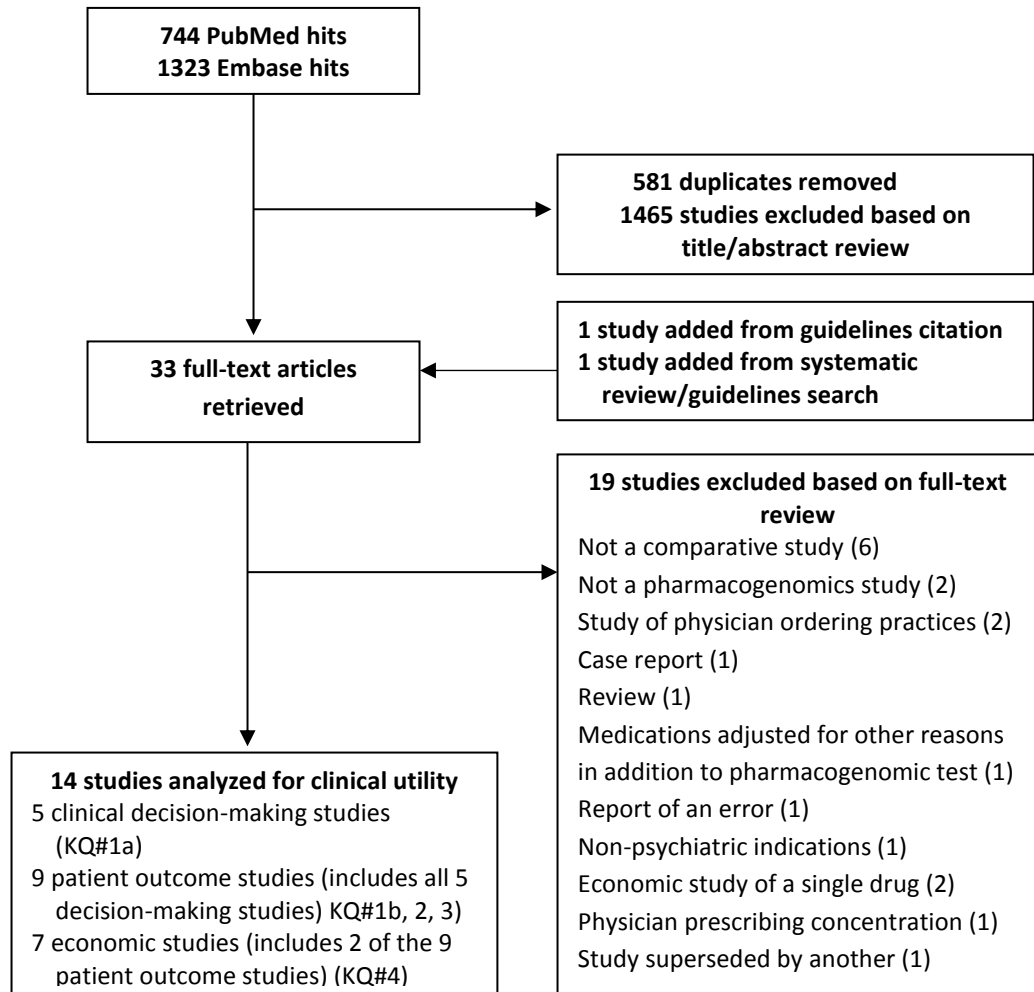 744 PubMed hits
1323 Embase hits
581 duplicates removed
1465 studies excluded based on
title/abstract review
1 study added from guidelines citation
1 study added from systematic
review/guidelines search
33 full-text articles
retrieved
19 studies excluded based on full-text
review
Not a comparative study (6)
Not a pharmacogenomics study (2)
Study of physician ordering practices (2)
Case report (1)
Review (1)
Medications adjusted for other reasons
in addition to pharmacogenomic test (1)
Report of an error (1)
Non-psychiatric indications (1)
Economic study of a single drug (2)
Physician prescribing concentration (1)
Study superseded by another (1)
14 studies analyzed for clinical utility
5 clinical decision-making studies
(KQ#1a)
9 patient outcome studies (includes all 5
decision-making studies) KQ#1b, 2, 3)
7 economic studies (includes 2 of the 9
patient outcome studies) (KQ#4)